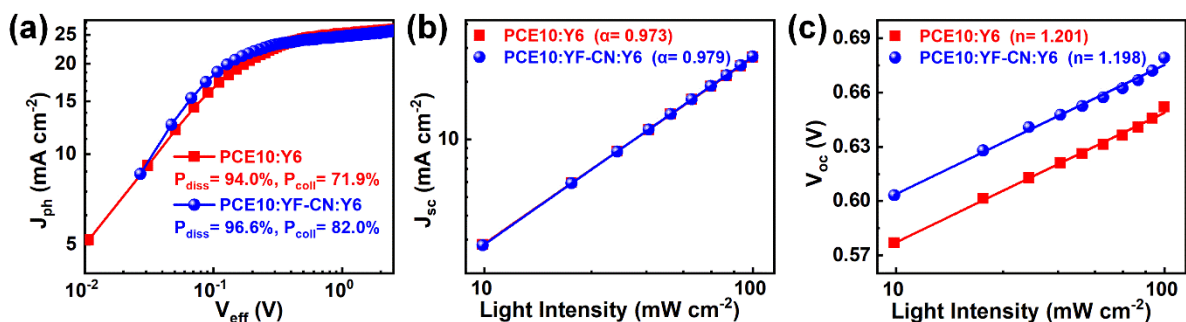 (a)
25
20
15
10
5
J_ph (mA cm⁻²)
PCE10:Y6
P_diss= 94.0%, P_coll= 71.9%
PCE10:YF-CN:Y6
P_diss= 96.6%, P_coll= 82.0%
10⁻² 10⁻¹ 10⁰
V_eff (V)
(b)
PCE10:Y6 (α= 0.973)
PCE10:YF-CN:Y6 (α= 0.979)
J_sc (mA cm⁻²)
10
10 100
Light Intensity (mW cm⁻²)
(c)
PCE10:Y6 (n= 1.201)
PCE10:YF-CN:Y6 (n= 1.198)
0.69
0.66
0.63
0.60
0.57
V_oc (V)
10 100
Light Intensity (mW cm⁻²)